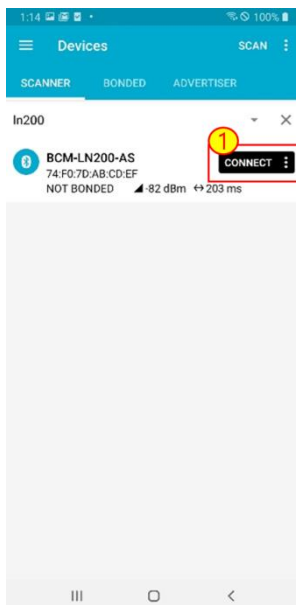 1:14 100%
Devices SCAN
SCANNER BONDED ADVERTISER
ln200
1
BCM-LN200-AS CONNECT
74:F0:7D:AB:CD:EF
NOT BONDED -82 dBm 203 ms